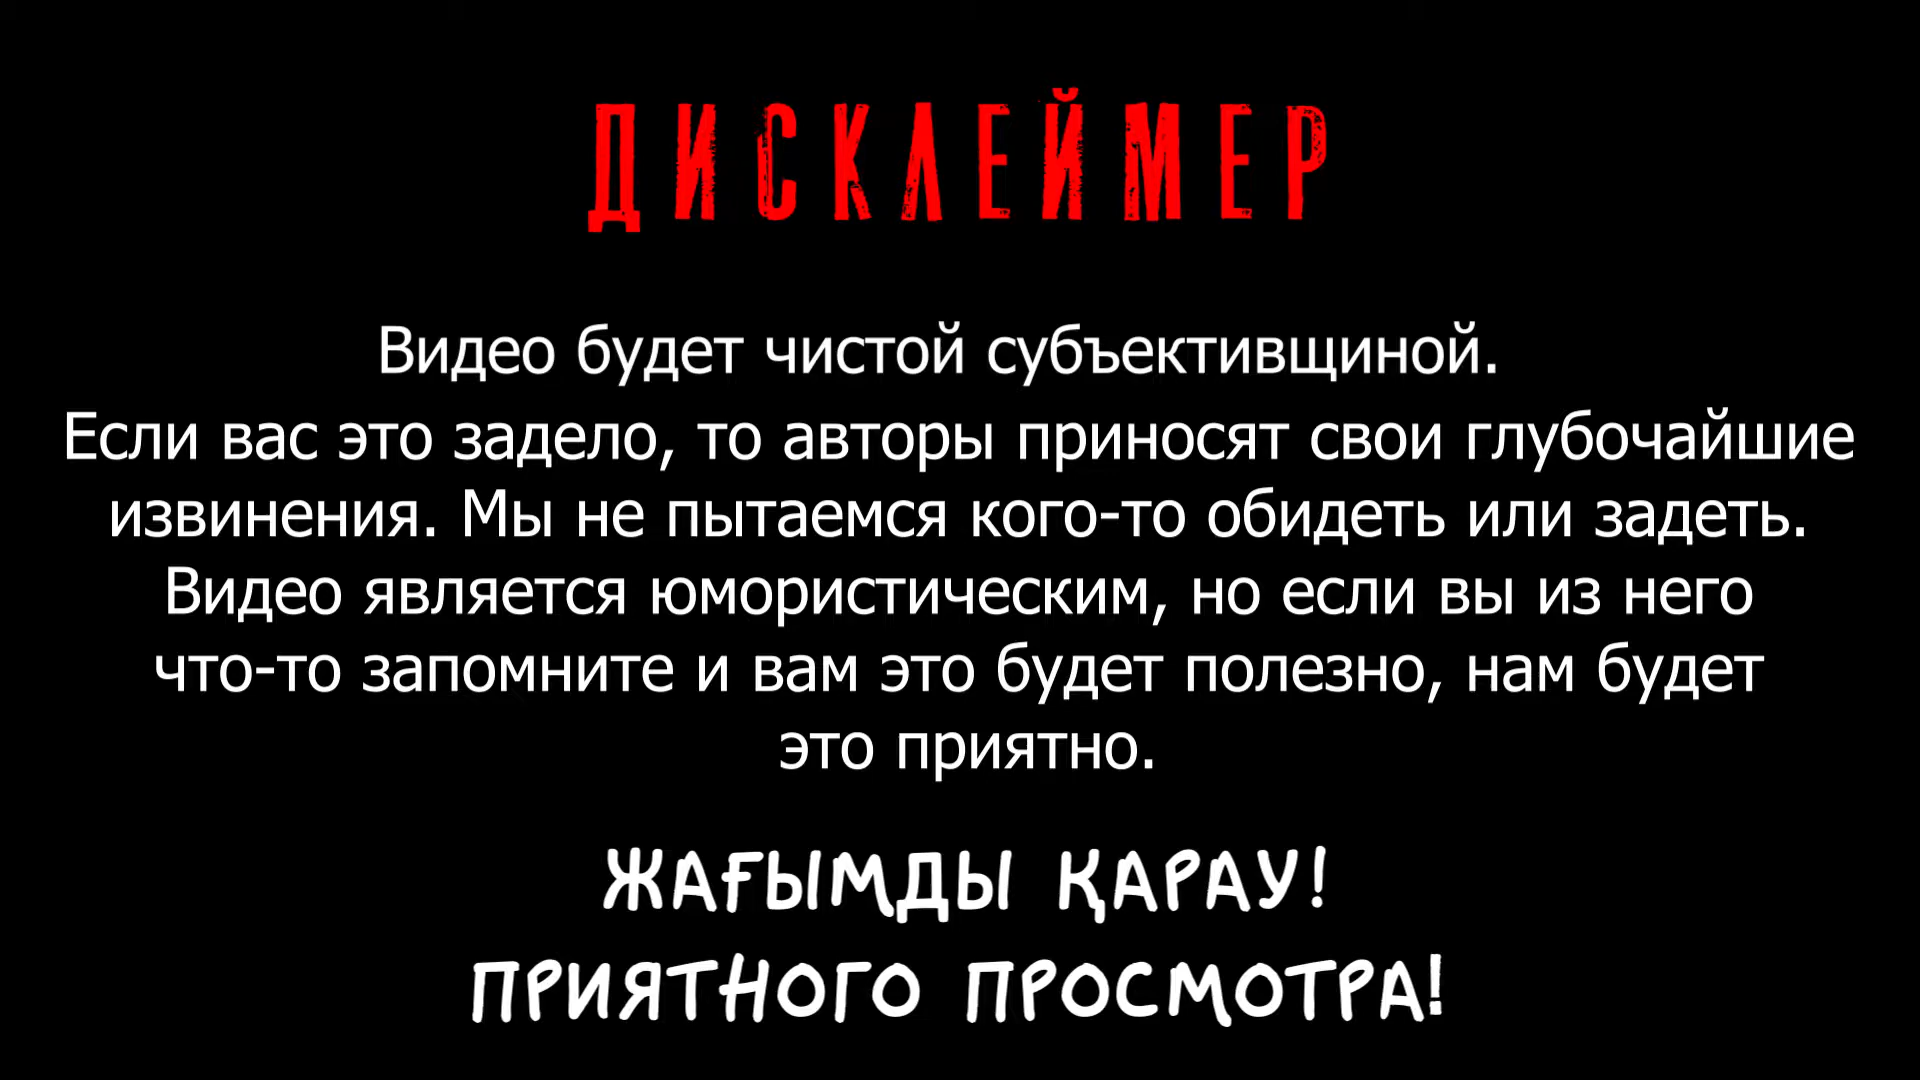 ДИСКЛЕЙМЕР
Видео будет чистой субъективщиной.
Если вас это задело, то авторы приносят свои глубочайшие
извинения. Мы не пытаемся кого-то обидеть или задеть.
Видео является юмористическим, но если вы из него
что-то запомните и вам это будет полезно, нам будет
это приятно.
ЖАҒЫМДЫ ҚАРАУ!
ПРИЯТНОГО ПРОСМОТРА!